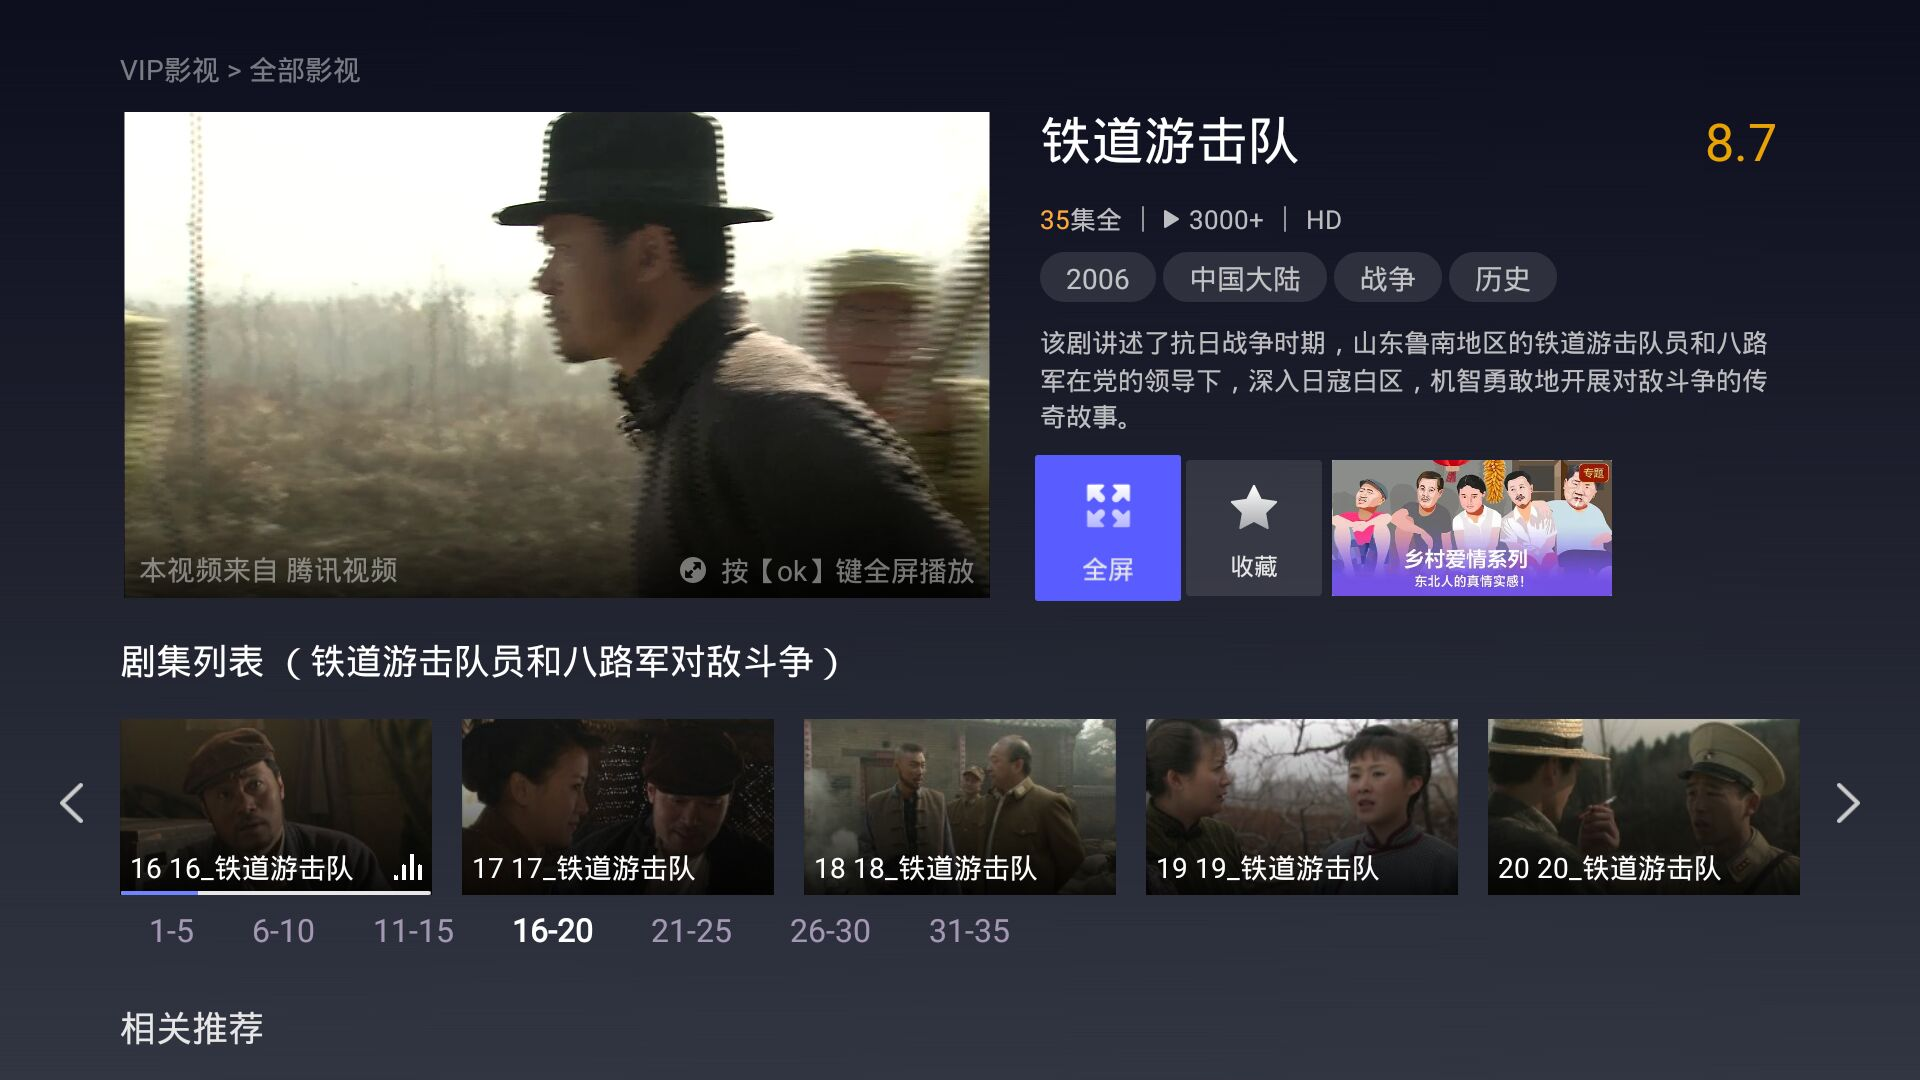 VIP影视 > 全部影视
铁道游击队
8.7
35集全 3000+ HD
2006 中国大陆 战争 历史
该剧讲述了抗日战争时期，山东鲁南地区的铁道游击队员和八路
军在党的领导下，深入日寇白区，机智勇敢地开展对敌斗争的传
奇故事。
本视频来自 腾讯视频
按【ok】键全屏播放
全屏
收藏
专题
乡村爱情系列
东北人的真情实感！
剧集列表（铁道游击队员和八路军对敌斗争）
16 16_铁道游击队
17 17_铁道游击队
18 18_铁道游击队
19 19_铁道游击队
20 20_铁道游击队
1-5 6-10 11-15 16-20 21-25 26-30 31-35
相关推荐